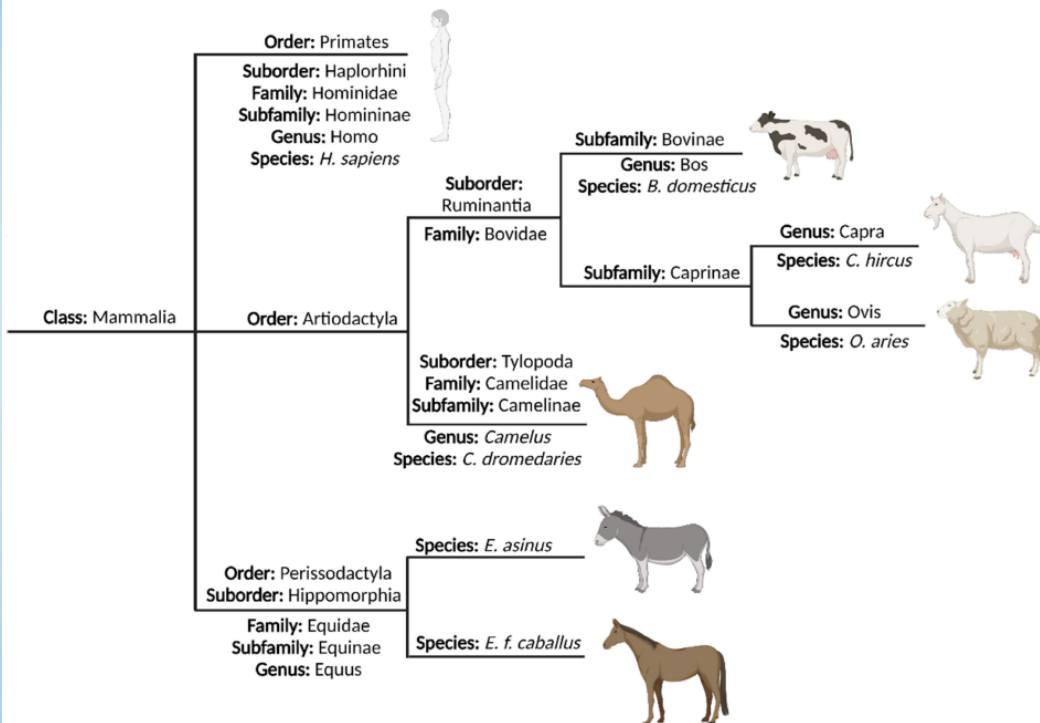 Order: Primates
Suborder: Haplorhini
Family: Hominidae
Subfamily: Homininae
Genus: Homo
Species: H. sapiens
Class: Mammalia
Order: Artiodactyla
Suborder:
Ruminantia
Family: Bovidae
Subfamily: Bovinae
Genus: Bos
Species: B. domesticus
Subfamily: Caprinae
Genus: Capra
Species: C. hircus
Genus: Ovis
Species: O. aries
Suborder: Tylopoda
Family: Camelidae
Subfamily: Camelinae
Genus: Camelus
Species: C. dromedaries
Order: Perissodactyla
Suborder: Hippomorphia
Family: Equidae
Subfamily: Equinae
Genus: Equus
Species: E. asinus
Species: E. f. caballus